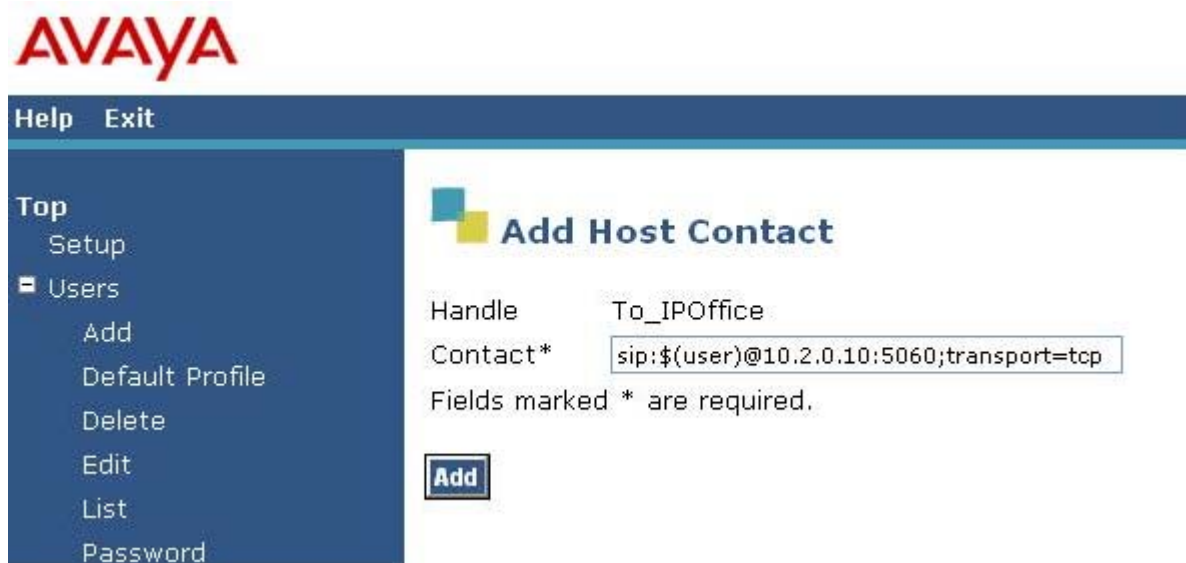 AVAYA
Help Exit
Top
Setup
Users
Add
Default Profile
Delete
Edit
List
Password
Add Host Contact
Handle To_IPOffice
Contact* sip:$(user)@10.2.0.10:5060;transport=tcp
Fields marked * are required.
Add